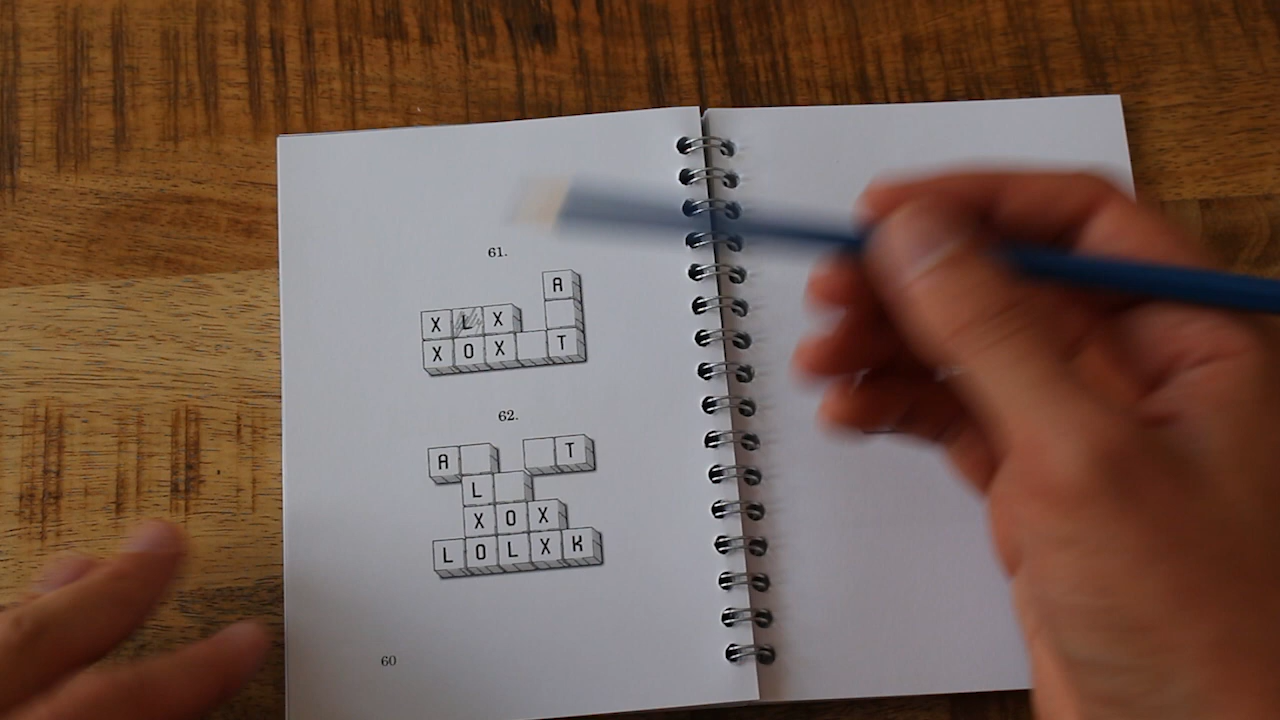 61.
A
X L X
X O X T
62.
A T
L
X O X
L O L X K
60